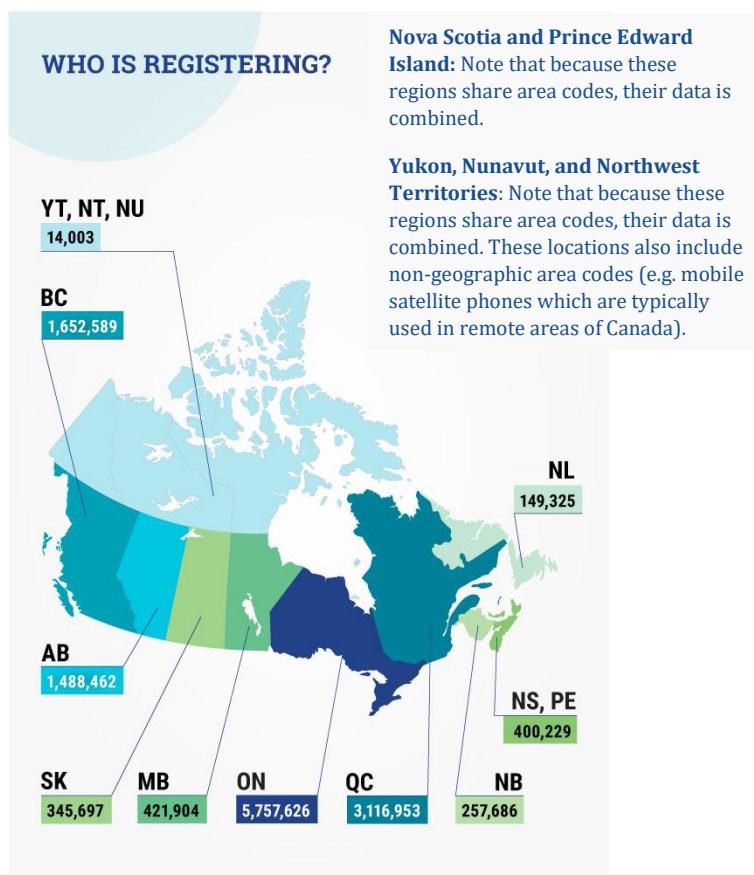 WHO IS REGISTERING?
Nova Scotia and Prince Edward
Island: Note that because these
regions share area codes, their data is
combined.
Yukon, Nunavut, and Northwest
Territories: Note that because these
regions share area codes, their data is
combined. These locations also include
non-geographic area codes (e.g. mobile
satellite phones which are typically
used in remote areas of Canada).
YT, NT, NU
14,003
BC
1,652,589
NL
149,325
AB
1,488,462
NS, PE
400,229
SK
345,697
MB
421,904
ON
5,757,626
QC
3,116,953
NB
257,686